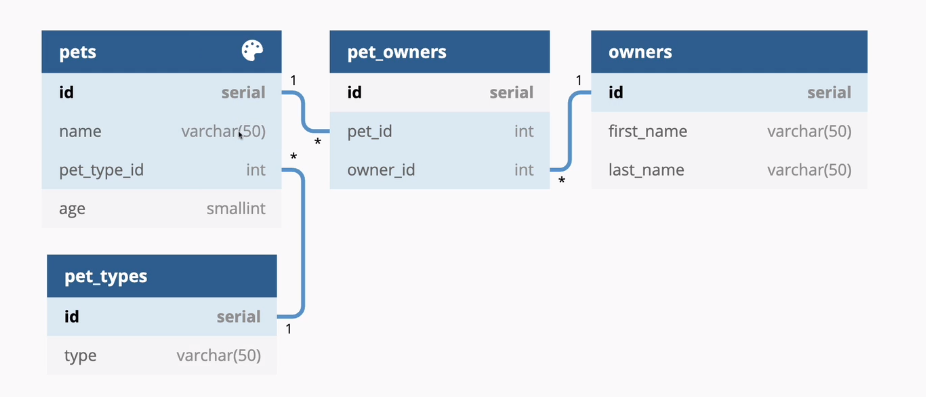 pets
id serial
name varchar(50)
pet_type_id int
age smallint
pet_owners
id serial
pet_id int
owner_id int
owners
id serial
first_name varchar(50)
last_name varchar(50)
pet_types
id serial
type varchar(50)
1
*
1
*
*
1